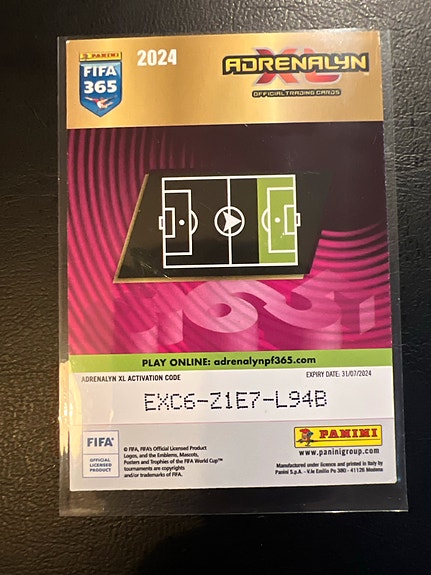 PANINI
FIFA
365
2024
ADRENALYN
XL
OFFICIAL TRADING CARDS
PLAY ONLINE: adrenalynpf365.com
ADRENALYN XL ACTIVATION CODE
EXPIRY DATE: 31/07/2024
EXC6-Z1E7-L94B
FIFA®
OFFICIAL
LICENSED
PRODUCT
© FIFA, FIFA's Official Licensed Product
Logos, and the Emblems, Mascots,
Posters and Trophies of the FIFA World Cup™
tournaments are copyrights
and/or trademarks of FIFA.
PANINI
www.paninigroup.com
Manufactured under licence and printed in Italy by
Panini S.p.A. - V.le Emilio Po 380 - 41126 Modena